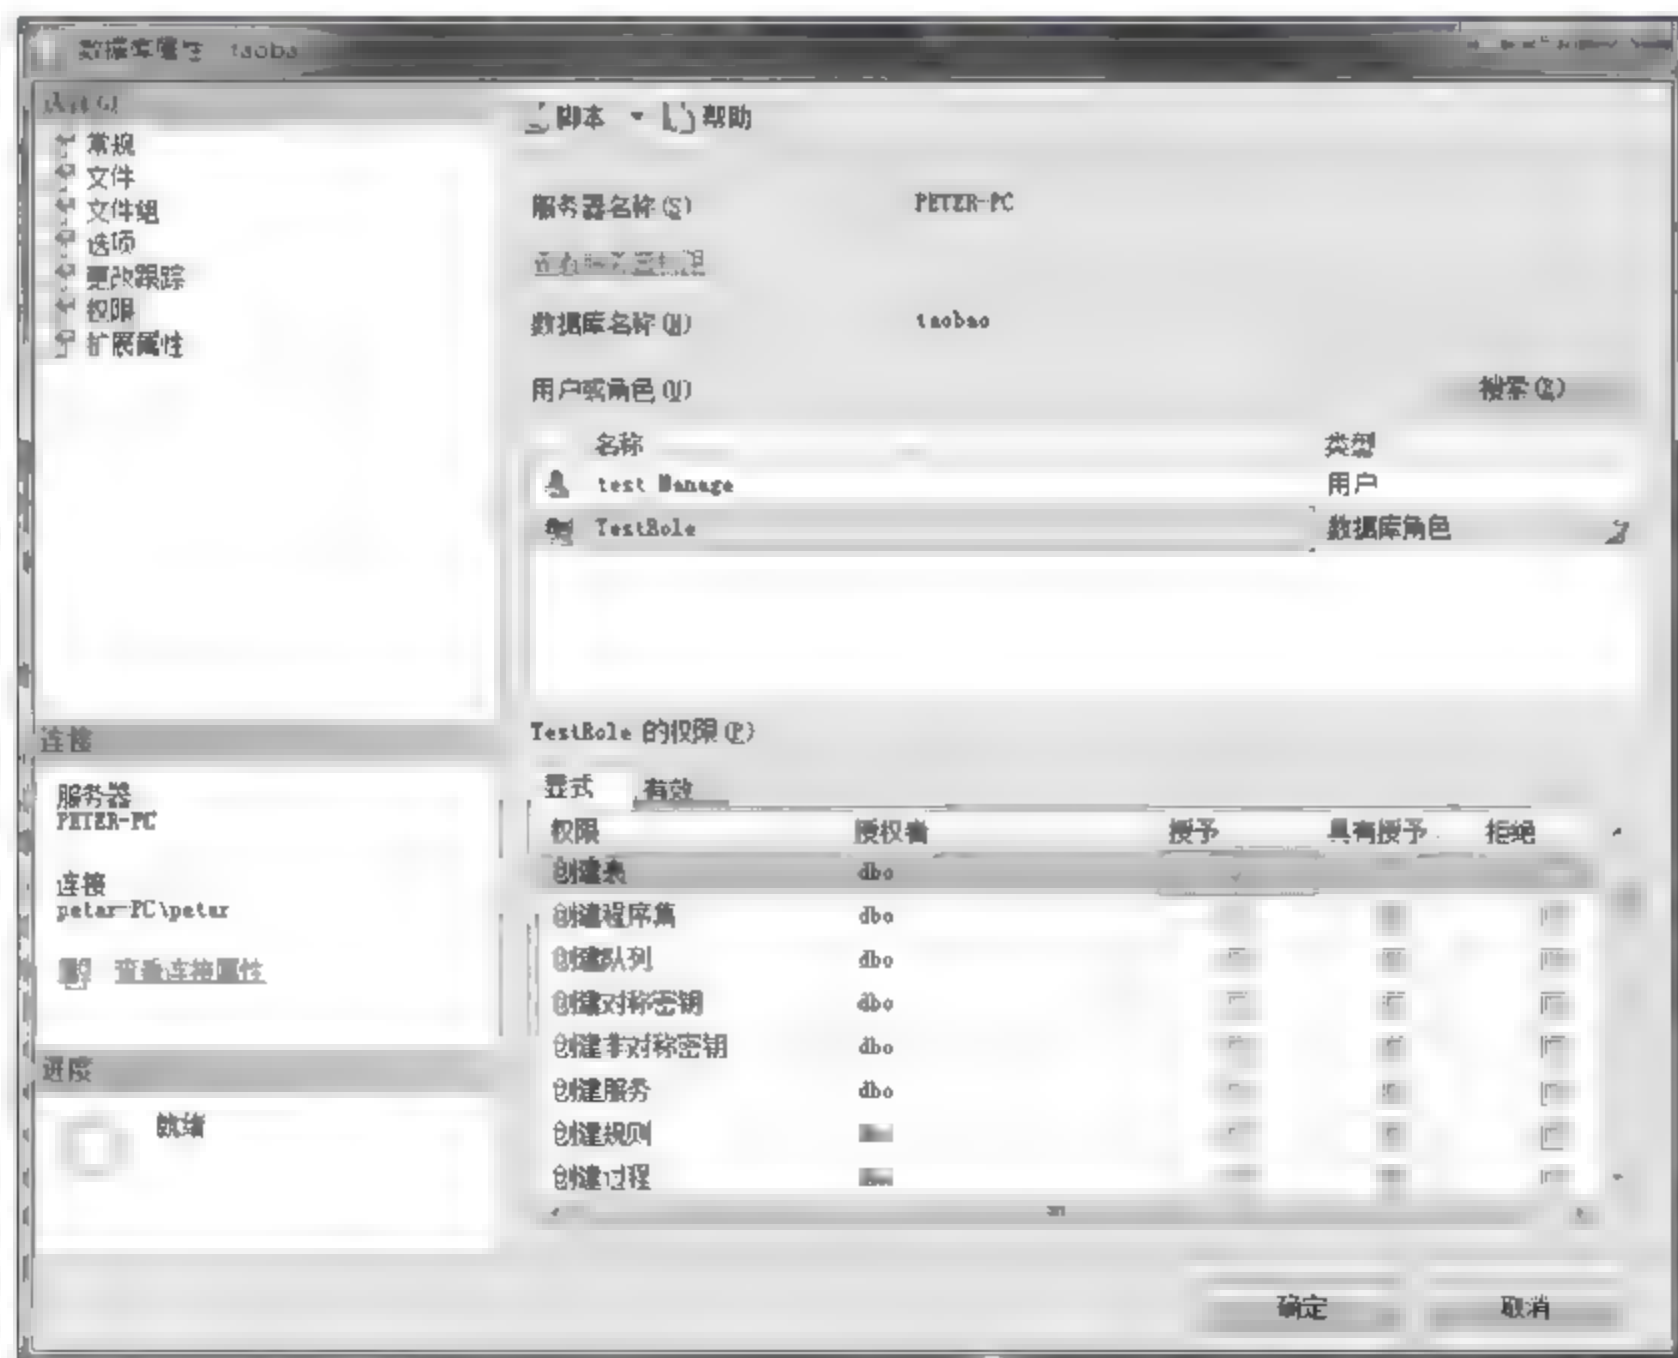 数据库属性 taoba
常规
文件
文件组
选项
更改跟踪
权限
扩展属性
连接
服务器
PETER-PC
连接
peter-PC\peter
查看连接属性
进度
就绪
脚本 帮助
服务器名称(S) PETER-PC
数据库名称(N) taobao
用户或角色(U) 搜索(E)
名称 类型
test Manage 用户
TestRole 数据库角色
TestRole 的权限(P)
显式 有效
权限 授权者 授予 具有授予 拒绝
创建表 dbo
创建程序集 dbo
创建队列 dbo
创建对称密钥 dbo
创建非对称密钥 dbo
创建服务 dbo
创建规则
创建过程
确定 取消